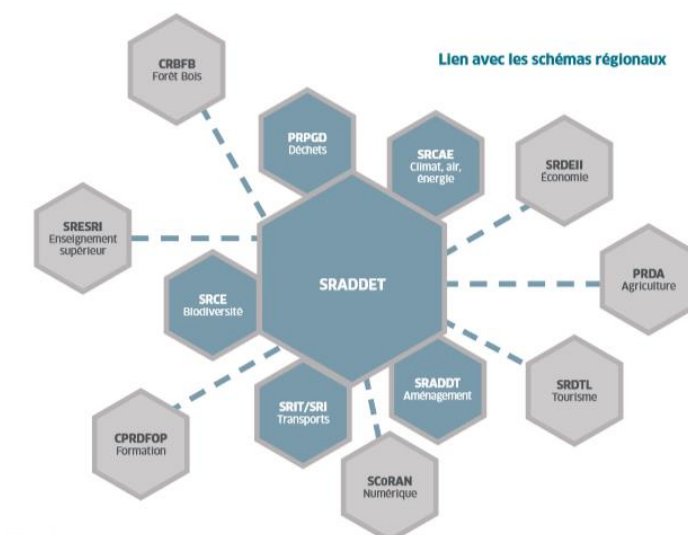 Lien avec les schémas régionaux
CRBFB
Forêt Bois
PRPGD
Déchets
SRCAE
Climat, air,
énergie
SRDEII
Économie
SRESRI
Enseignement
supérieur
SRADDET
PRDA
Agriculture
SRCE
Biodiversité
SRADDT
Aménagement
SRDTL
Tourisme
SRIT/SRI
Transports
CPRDFOP
Formation
SCoRAN
Numérique